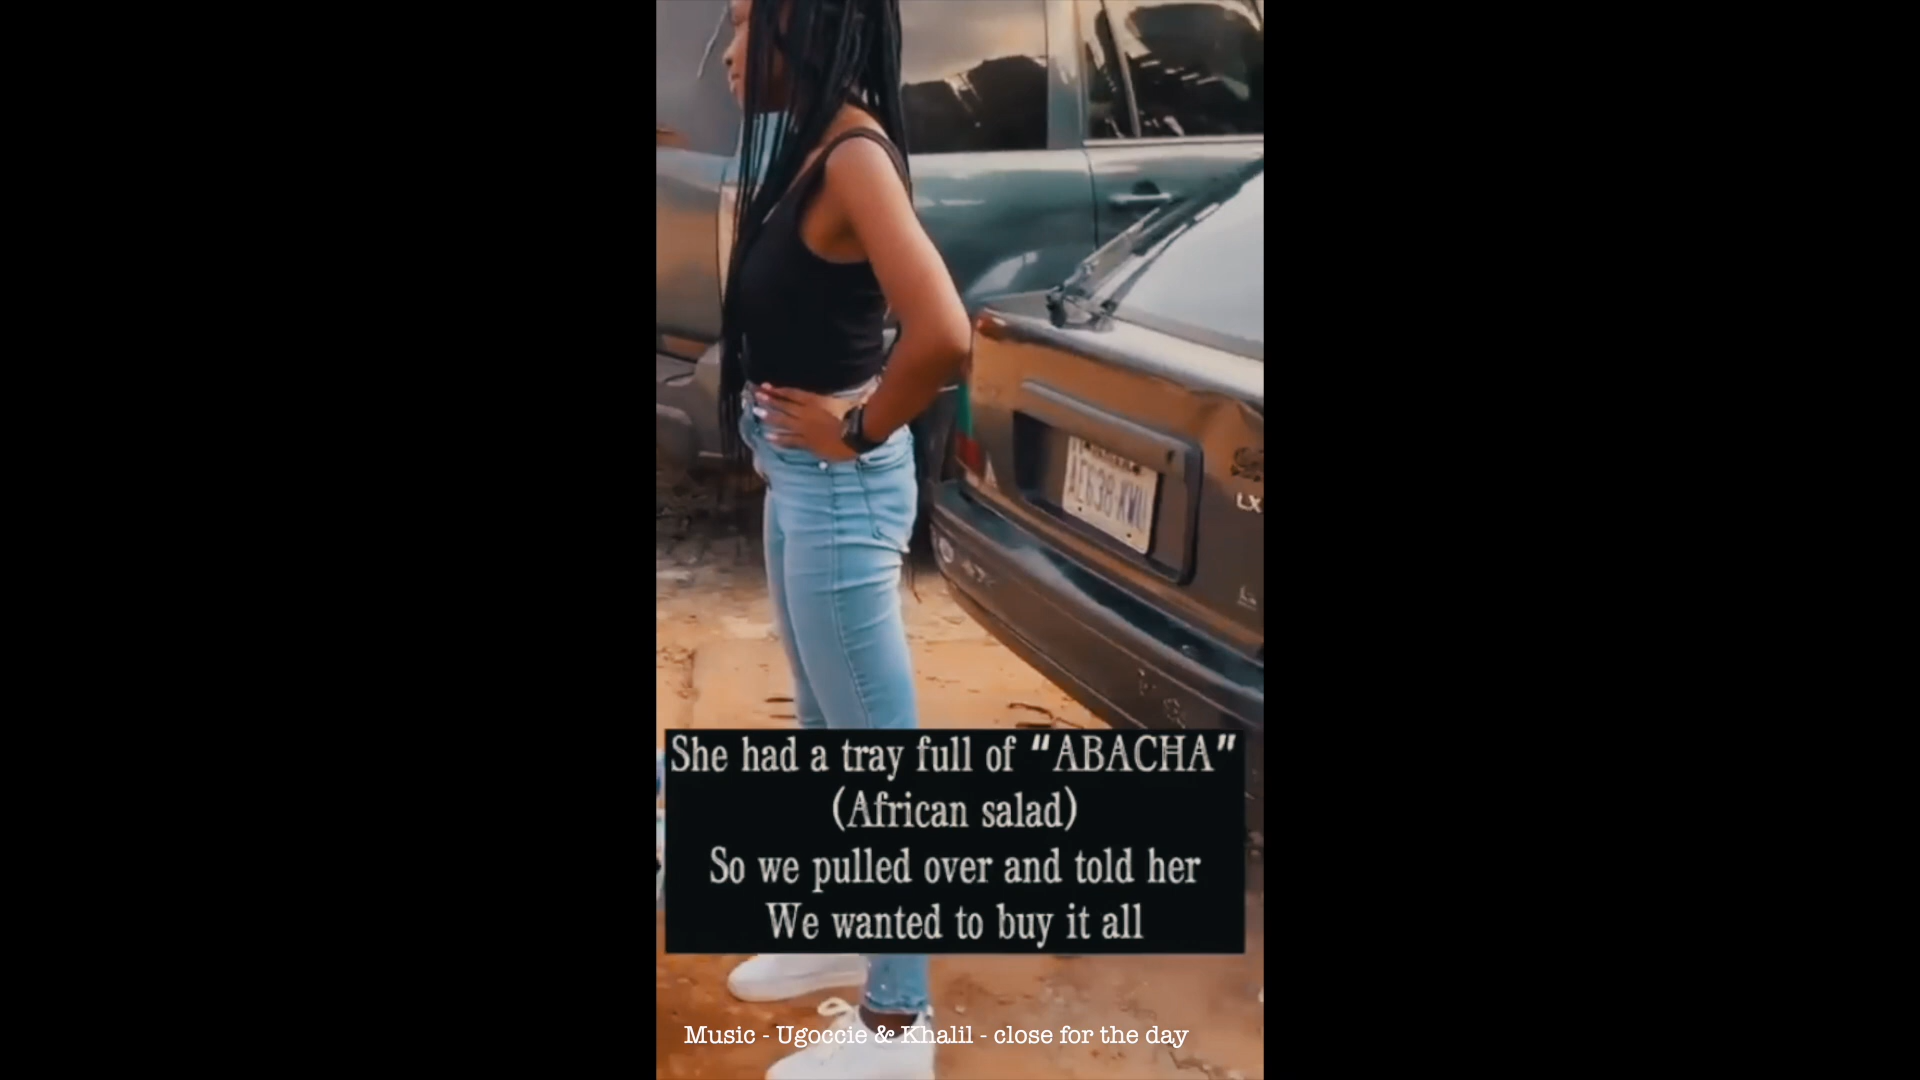 LX
She had a tray full of “ABACHA”
(African salad)
So we pulled over and told her
We wanted to buy it all
Music - Ugoccie & Khalil - close for the day